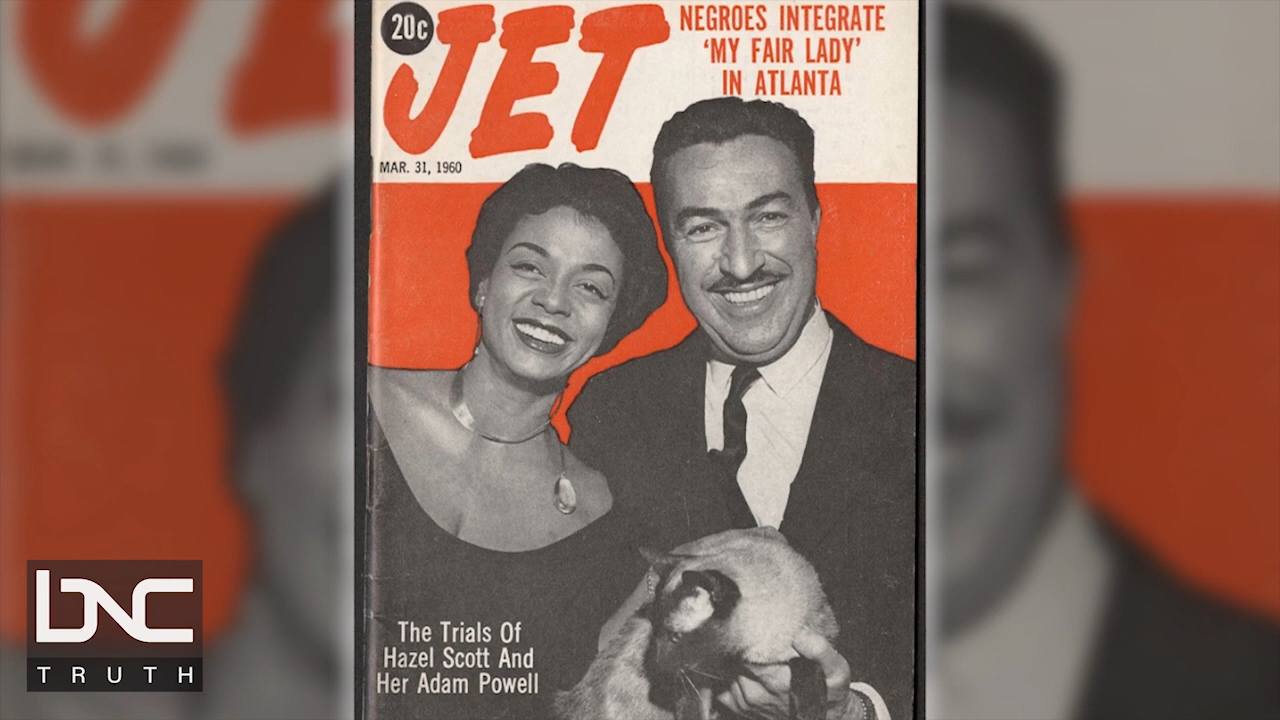 20c
JET
NEGROES INTEGRATE
'MY FAIR LADY'
IN ATLANTA
MAR. 31, 1960
The Trials Of
Hazel Scott And
Her Adam Powell
bNC
TRUTH